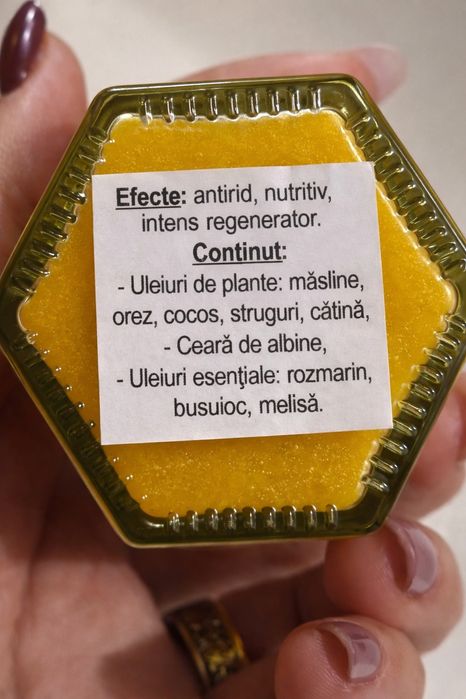 Efecte: antirid, nutritiv,
intens regenerator.
Continut:
- Uleiuri de plante: măsline,
orez, cocos, struguri, cătină,
- Ceară de albine,
- Uleiuri esenţiale: rozmarin,
busuioc, melisă.